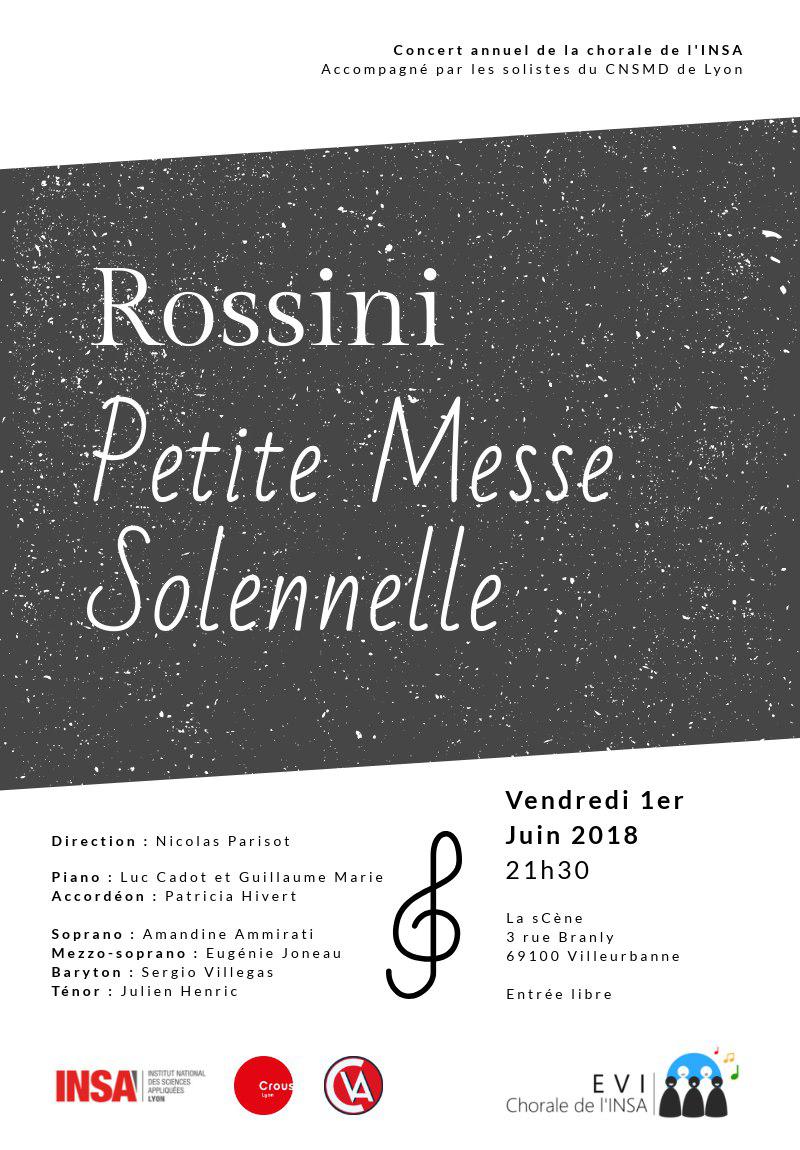 Concert annuel de la chorale de l'INSA
Accompagné par les solistes du CNSMD de Lyon
Rossini
Petite Messe
Solennelle
Vendredi 1er
Juin 2018
21h30
La sCène
3 rue Branly
69100 Villeurbanne
Entrée libre
Direction : Nicolas Parisot
Piano : Luc Cadot et Guillaume Marie
Accordéon : Patricia Hivert
Soprano : Amandine Ammirati
Mezzo-soprano : Eugénie Joneau
Baryton : Sergio Villegas
Ténor : Julien Henric
INSA
INSTITUT NATIONAL
DES SCIENCES
APPLIQUÉES
LYON
Crous
Lyon
CVA
EVI
Chorale de l'INSA